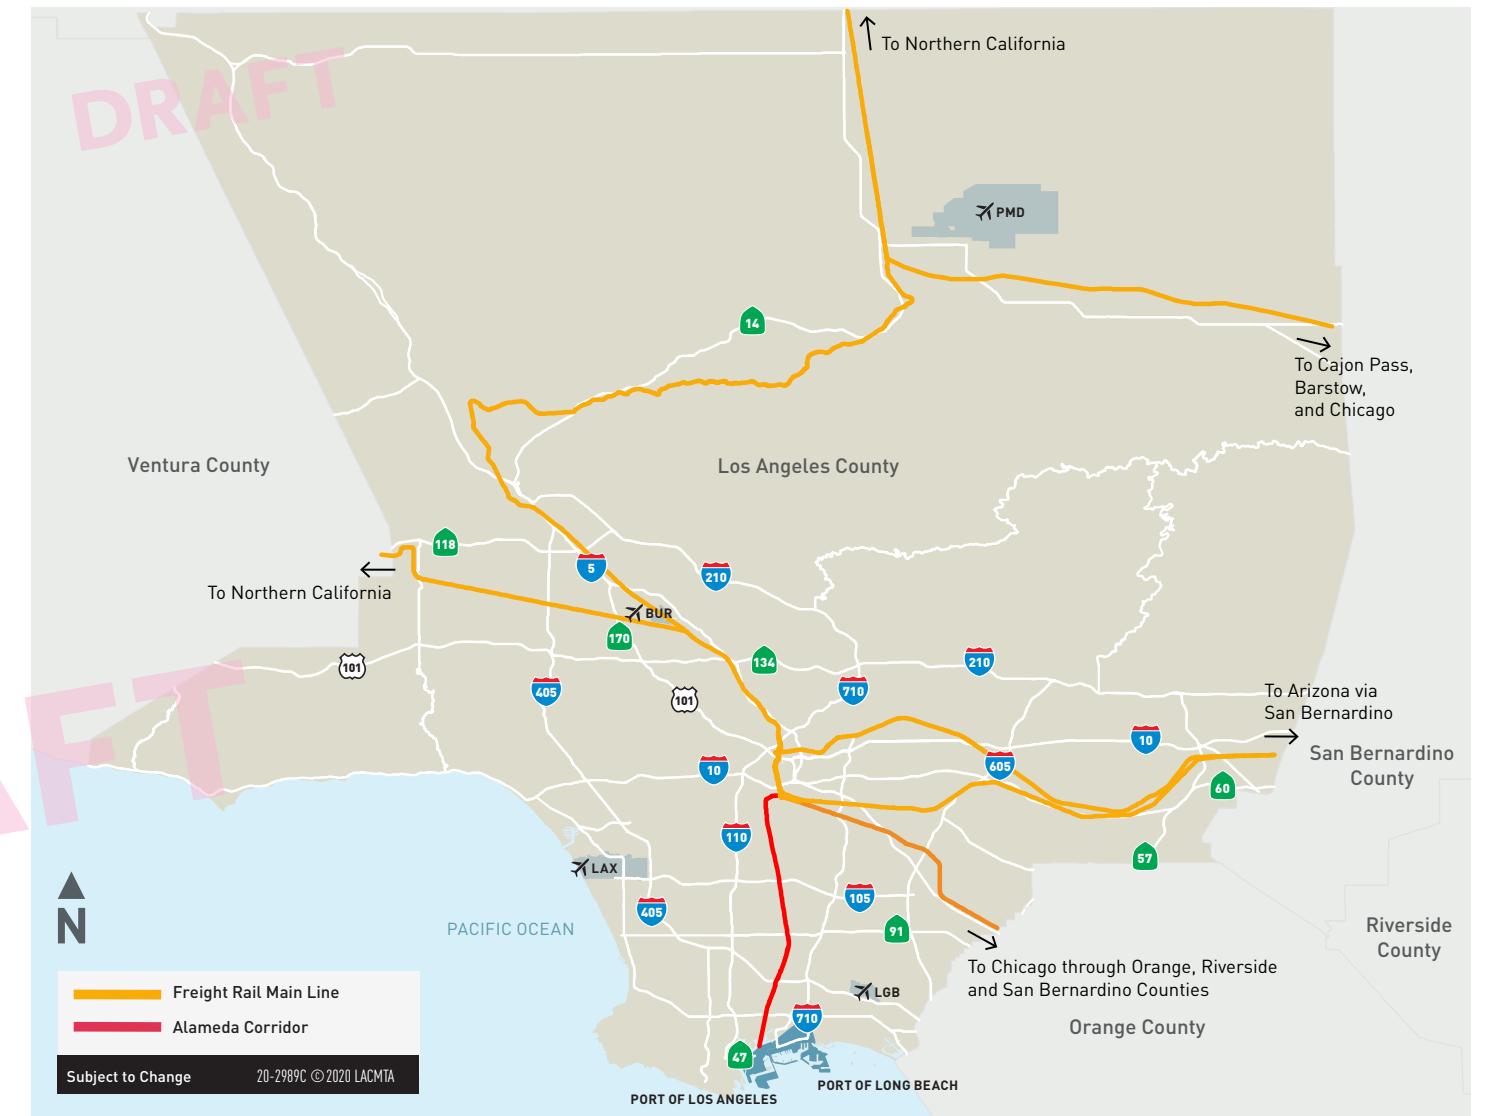 To Northern California
DRAFT
PMD
14
To Cajon Pass,
Barstow,
and Chicago
Ventura County
Los Angeles County
118
5
210
To Northern California
BUR
170
134
210
101
405
101
710
To Arizona via
San Bernardino
10
San Bernardino
County
10
605
60
AFT
110
57
LAX
405
105
91
PACIFIC OCEAN
Riverside
County
N
To Chicago through Orange, Riverside
and San Bernardino Counties
LGB
Orange County
710
47
Freight Rail Main Line
Alameda Corridor
Subject to Change
20-2989C © 2020 LACMTA
PORT OF LONG BEACH
PORT OF LOS ANGELES